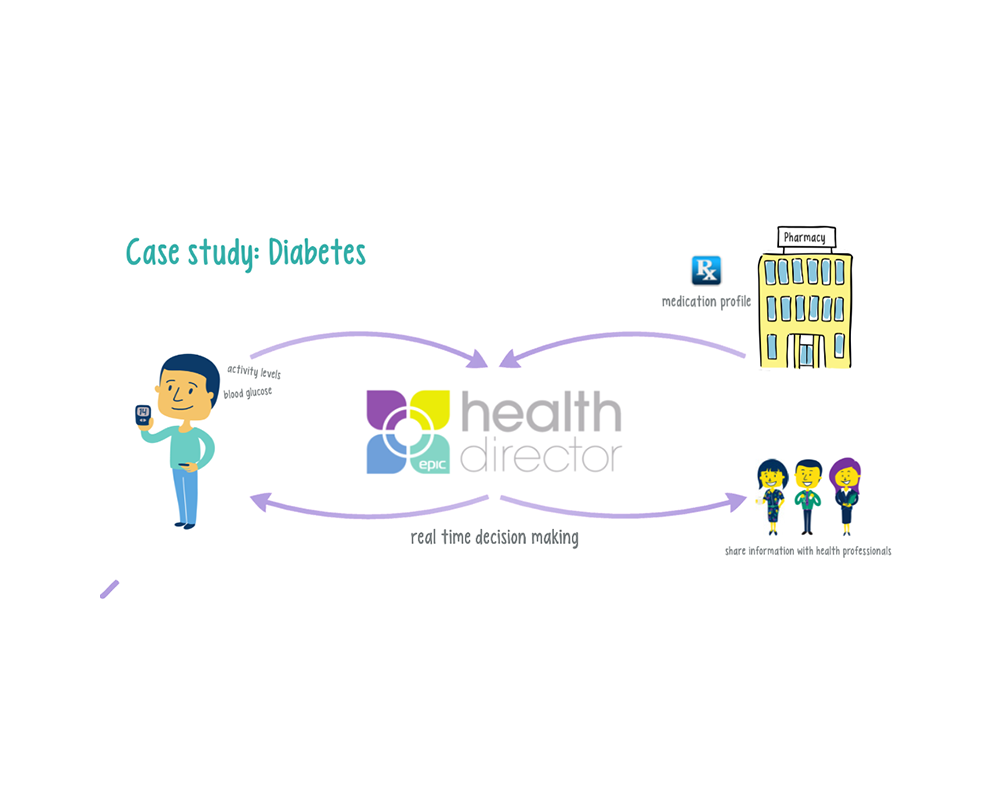 Case study: Diabetes
Pharmacy
Rx
medication profile
activity levels
blood glucose
health
director
epic
real time decision making
share information with health professionals